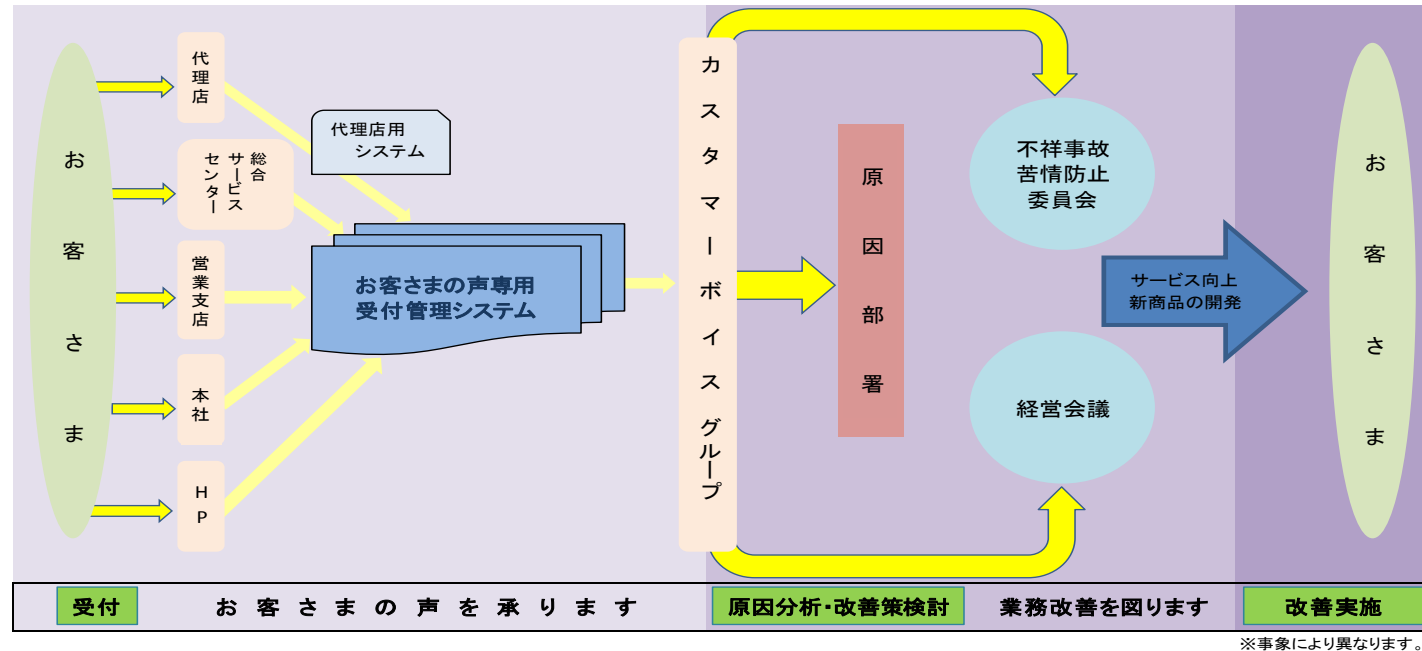 お客さま
代理店
総合
サービス
センター
営業支店
本社
HP
代理店用
システム
お客さまの声専用
受付管理システム
カスタマーボイスグループ
原因部署
不祥事故
苦情防止
委員会
経営会議
サービス向上
新商品の開発
お客さま
受付
お客さまの声を承ります
原因分析・改善策検討
業務改善を図ります
改善実施
※事象により異なります。